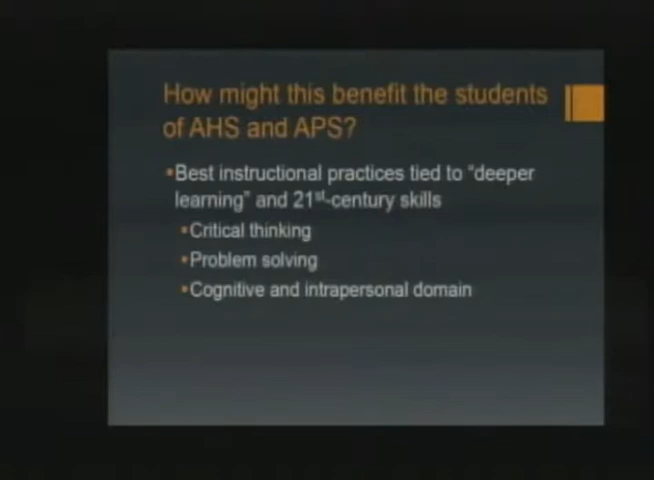 How might this benefit the students
of AHS and APS?
▪Best instructional practices tied to “deeper
learning” and 21st-century skills
▪Critical thinking
▪Problem solving
▪Cognitive and intrapersonal domain